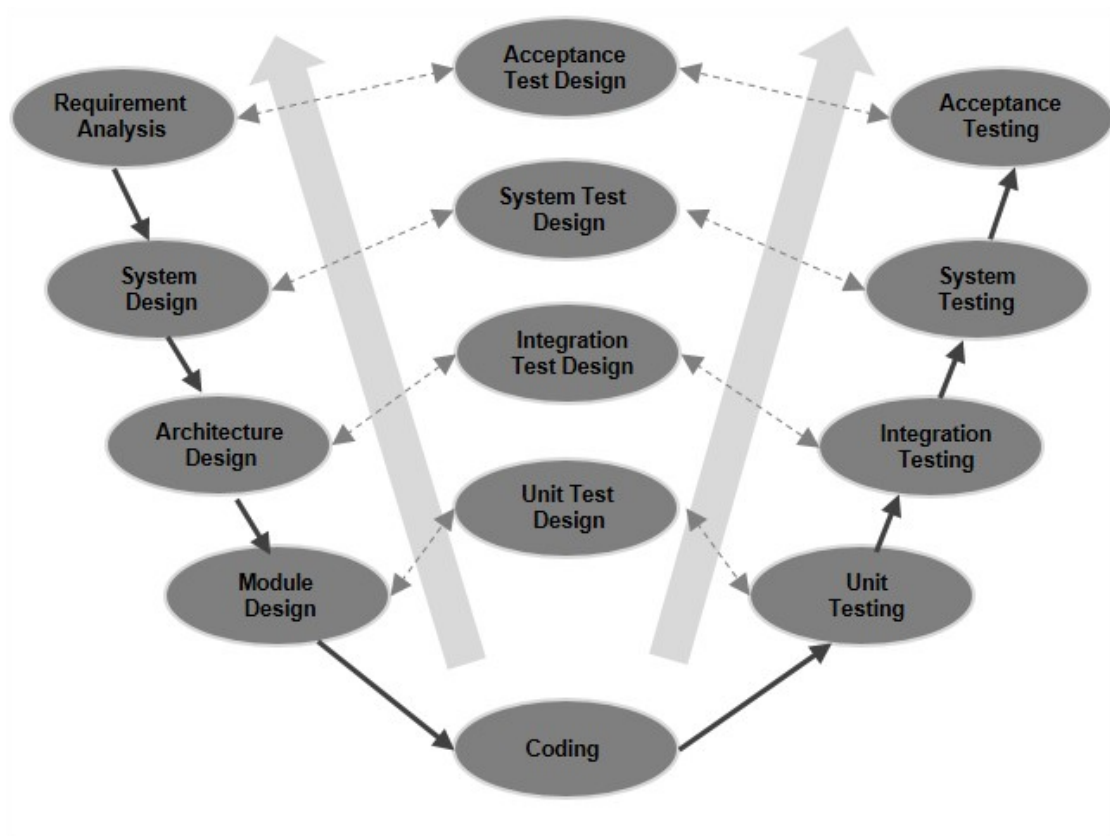 Acceptance
Test Design
Requirement
Analysis
Acceptance
Testing
System Test
Design
System
Design
System
Testing
Integration
Test Design
Architecture
Design
Integration
Testing
Unit Test
Design
Module
Design
Unit
Testing
Coding